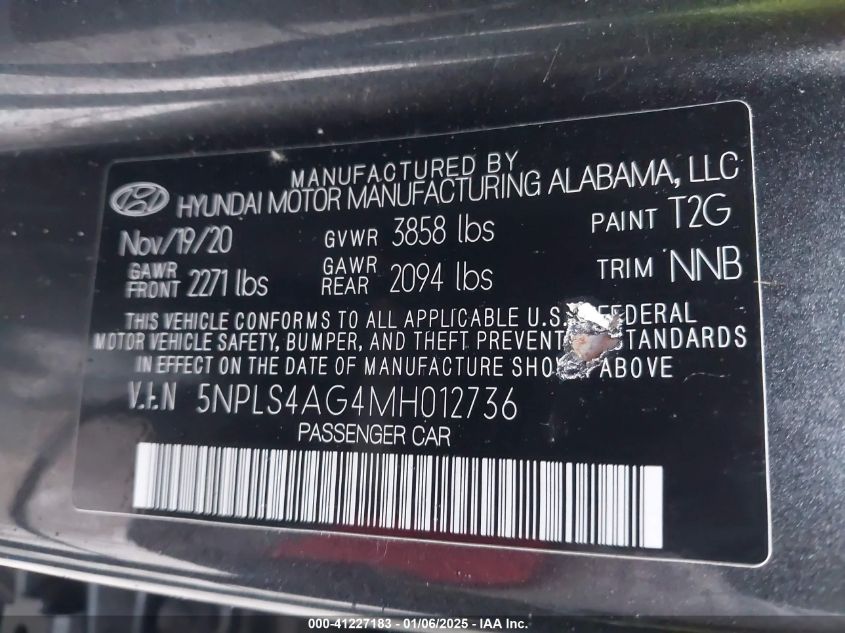 MANUFACTURED BY
HYUNDAI MOTOR MANUFACTURING ALABAMA, LLC
Nov/19/20 GVWR 3858 lbs PAINT T2G
GAWR FRONT 2271 lbs GAWR REAR 2094 lbs TRIM NNB
THIS VEHICLE CONFORMS TO ALL APPLICABLE U.S. FEDERAL
MOTOR VEHICLE SAFETY, BUMPER, AND THEFT PREVENT STANDARDS
IN EFFECT ON THE DATE OF MANUFACTURE SHO ABOVE
V.I.N 5NPLS4AG4MH012736
PASSENGER CAR
000-41227183 - 01/06/2025 - IAA Inc.